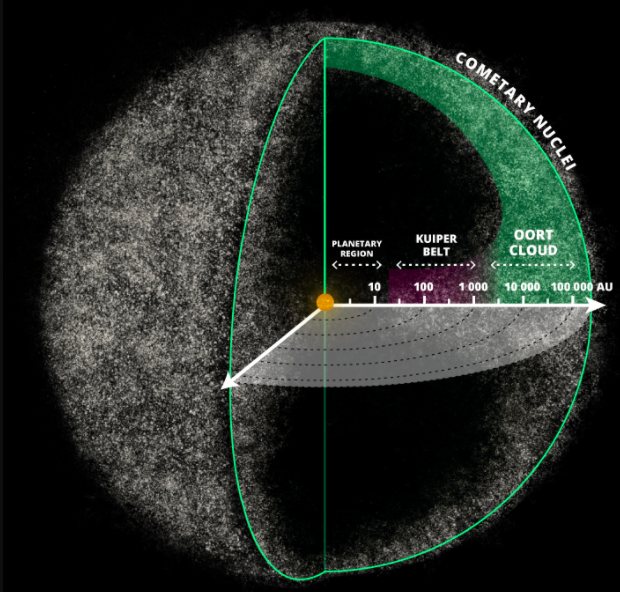 COMETARY NUCLEI
PLANETARY
REGION
KUIPER
BELT
OORT
CLOUD
10 100 1 000 10 000 100 000 AU